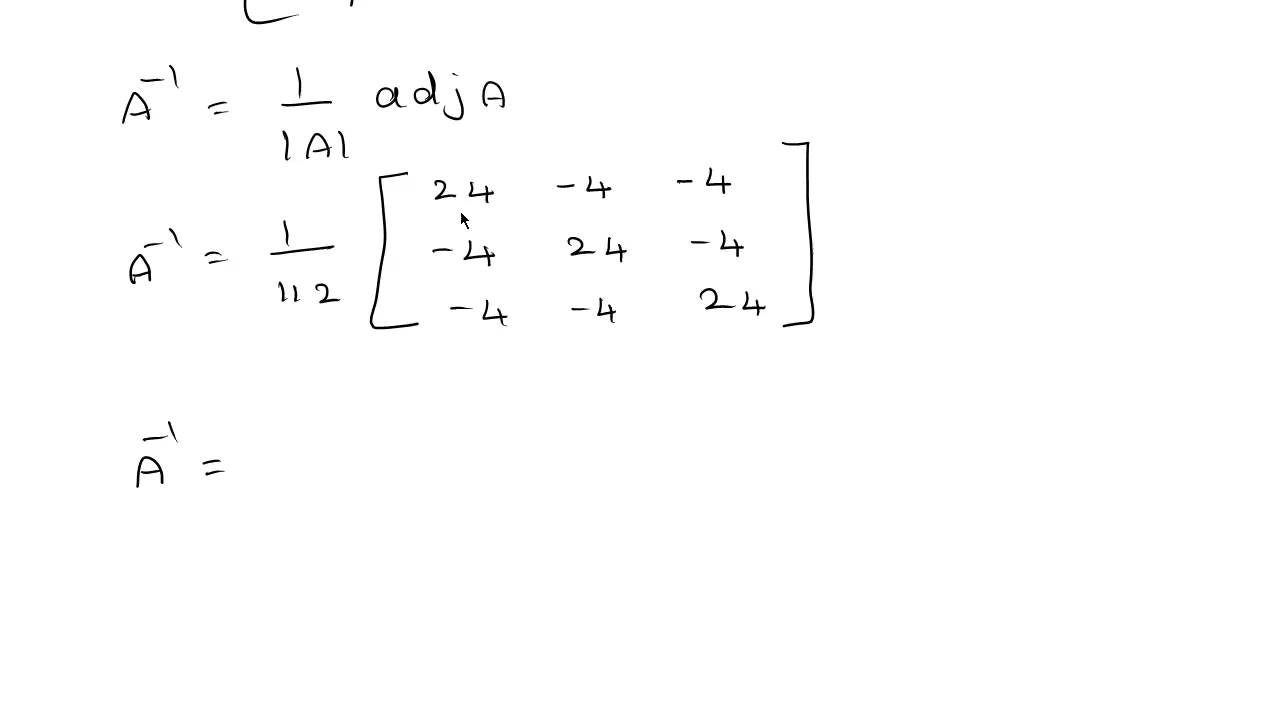 A⁻¹ = 1/|A| adj A
A⁻¹ = 1/112 [ 24 -4 -4
-4 24 -4
-4 -4 24 ]
A⁻¹ =